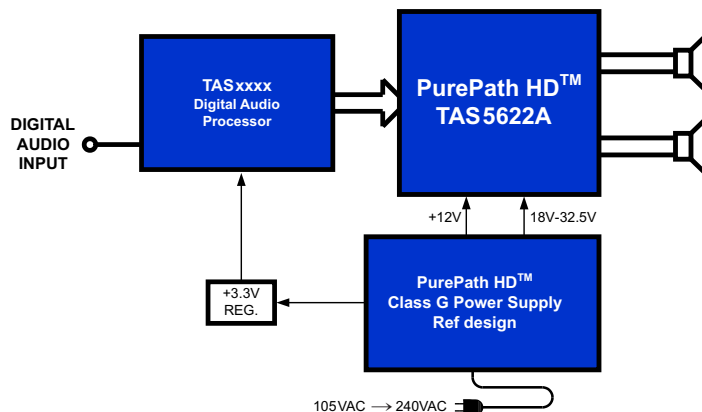 TASxxxx
Digital Audio
Processor
PurePath HD™
TAS5622A
DIGITAL
AUDIO
INPUT
+12V
18V-32.5V
+3.3V
REG.
PurePath HD™
Class G Power Supply
Ref design
105VAC → 240VAC